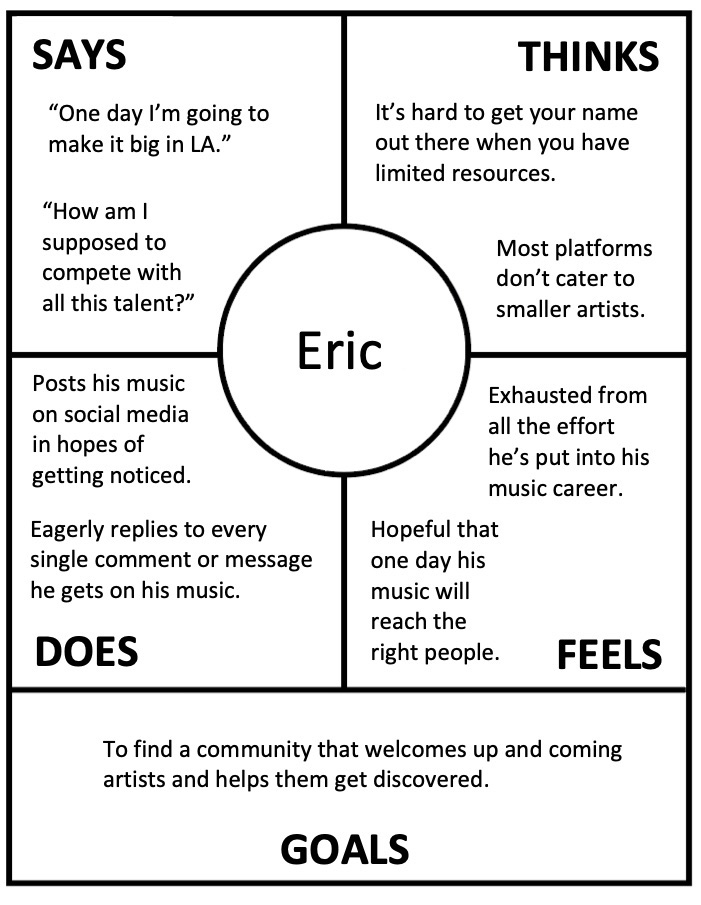 SAYS
“One day I’m going to
make it big in LA.”
“How am I
supposed to
compete with
all this talent?”
THINKS
It’s hard to get your name
out there when you have
limited resources.
Most platforms
don’t cater to
smaller artists.
Eric
Posts his music
on social media
in hopes of
getting noticed.
Eagerly replies to every
single comment or message
he gets on his music.
DOES
Exhausted from
all the effort
he’s put into his
music career.
Hopeful that
one day his
music will
reach the
right people.
FEELS
To find a community that welcomes up and coming
artists and helps them get discovered.
GOALS